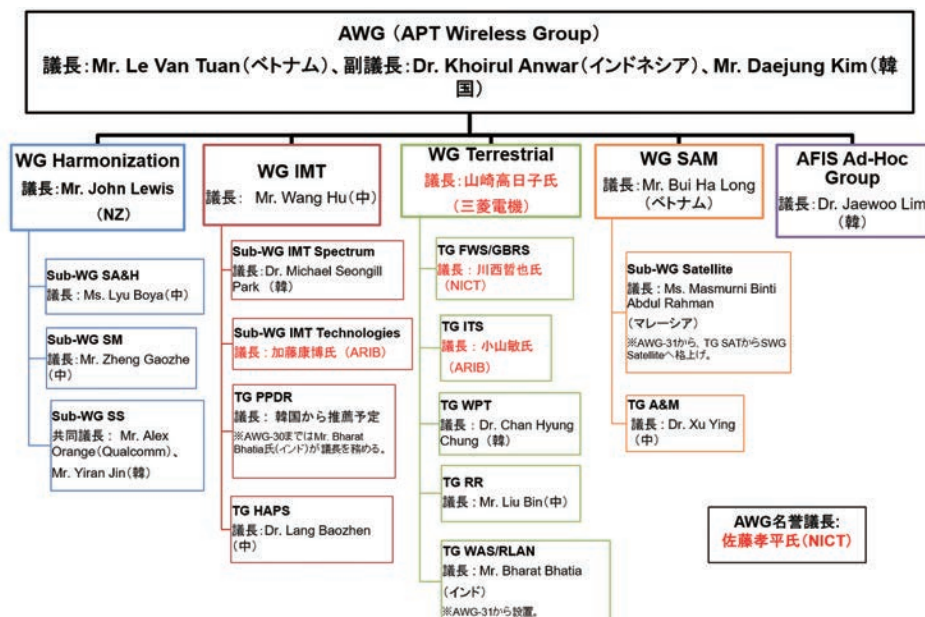 AWG (APT Wireless Group)
議長:Mr. Le Van Tuan(ベトナム)、副議長:Dr. Khoirul Anwar(インドネシア)、Mr. Daejung Kim(韓
国)
WG Harmonization
議長:Mr. John Lewis
(NZ)
Sub-WG SA&H
議長:Ms. Lyu Boya(中)
Sub-WG SM
議長:Mr. Zheng Gaozhe
(中)
Sub-WG SS
共同議長: Mr. Alex
Orange(Qualcomm)、
Mr. Yiran Jin(韓)
WG IMT
議長: Mr. Wang Hu(中)
Sub-WG IMT Spectrum
議長:Dr. Michael Seongill
Park (韓)
Sub-WG IMT Technologies
議長:加藤康博氏 (ARIB)
TG PPDR
議長: 韓国から推薦予定
※AWG-30まではMr. Bharat
Bhatia氏(インド)が議長を務める。
TG HAPS
議長:Dr. Lang Baozhen
(中)
WG Terrestrial
議長:山崎高日子氏
(三菱電機)
TG FWS/GBRS
議長:川西哲也氏
(NICT)
TG ITS
議長:小山敏氏
(ARIB)
TG WPT
議長: Dr. Chan Hyung
Chung (韓)
TG RR
議長:Mr. Liu Bin(中)
TG WAS/RLAN
議長:Mr. Bharat Bhatia
(インド)
※AWG-31から設置。
WG SAM
議長:Mr. Bui Ha Long
(ベトナム)
Sub-WG Satellite
議長:Ms. Masmurni Binti
Abdul Rahman
(マレーシア)
※AWG-31から、TG SATからSWG
Satelliteへ格上げ。
TG A&M
議長:Dr. Xu Ying
(中)
AFIS Ad-Hoc
Group
議長:Dr. Jaewoo Lim
(韓)
AWG名誉議長:
佐藤孝平氏(NICT)